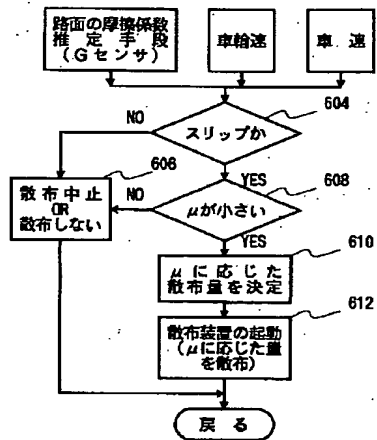 路面の摩擦係数
推定手段
(Gセンサ)
車輪速
車 速
604
スリップか
NO
YES
606
散布中止
OR
散布しない
608
μが小さい
NO
YES
610
μに応じた
散布量を決定
612
散布装置の起動
(μに応じた量
を散布)
戻る